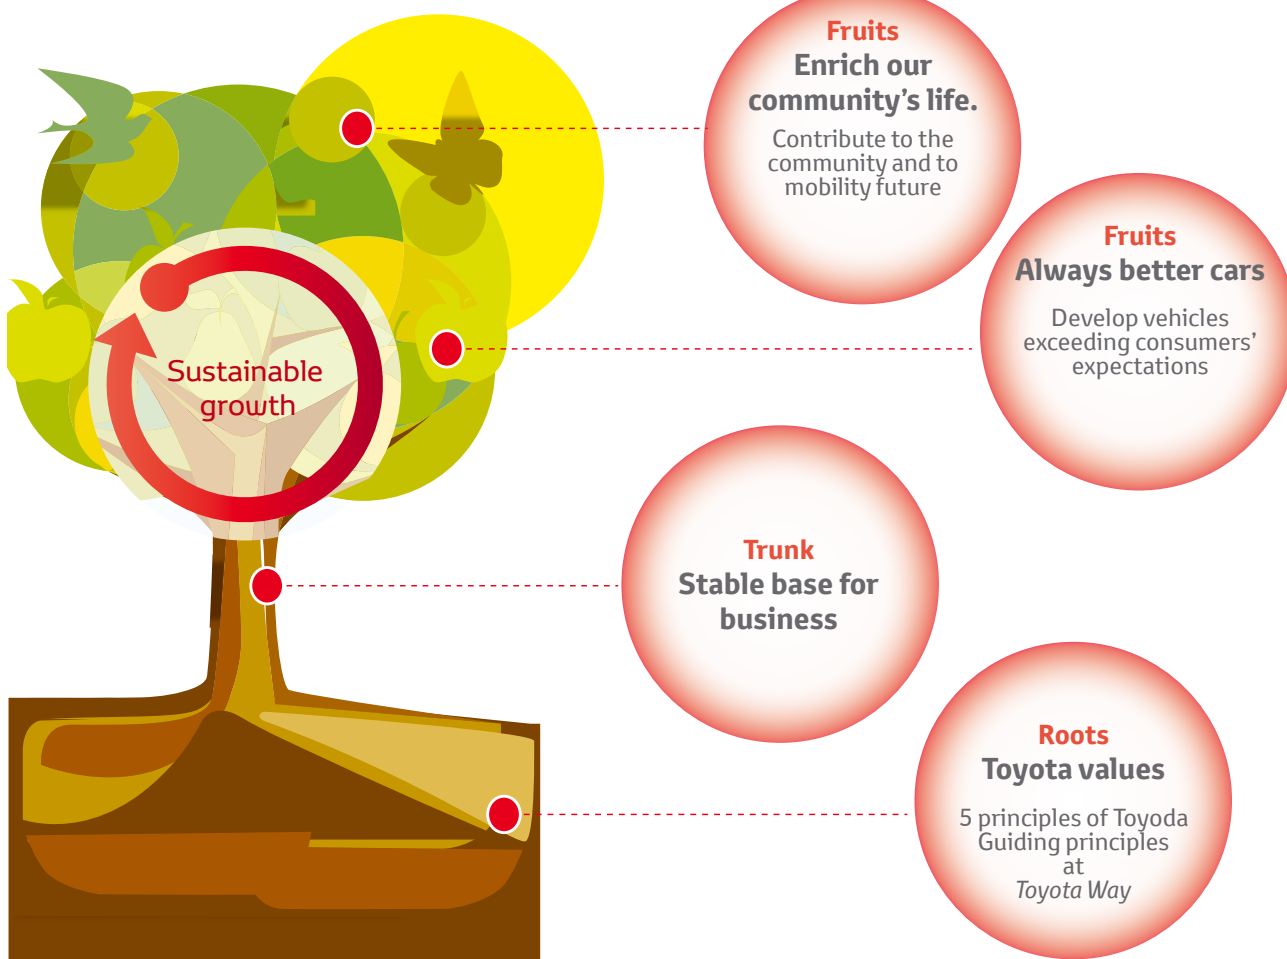 Fruits
Enrich our
community's life.
Contribute to the
community and to
mobility future
Fruits
Always better cars
Develop vehicles
exceeding consumers'
expectations
Sustainable
growth
Trunk
Stable base for
business
Roots
Toyota values
5 principles of Toyoda
Guiding principles
at
Toyota Way